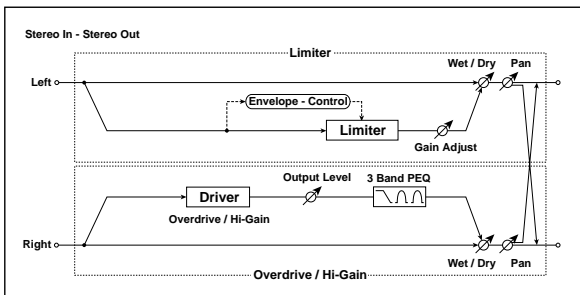 Stereo In - Stereo Out
Limiter
Wet / Dry Pan
Left
Envelope - Control
Limiter
Gain Adjust
Driver
Output Level
3 Band PEQ
Overdrive / Hi-Gain
Right
Wet / Dry Pan
Overdrive / Hi-Gain